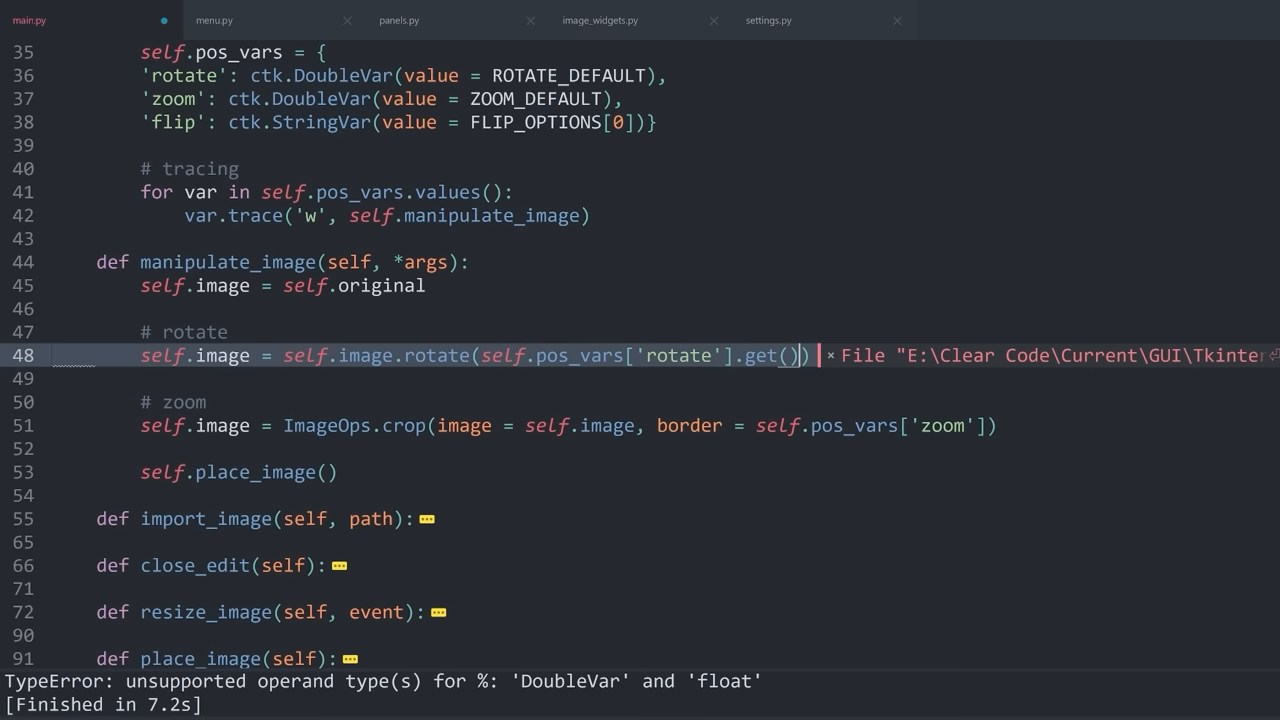 main.py menu.py panels.py image_widgets.py settings.py
35 self.pos_vars = {
36 'rotate': ctk.DoubleVar(value = ROTATE_DEFAULT),
37 'zoom': ctk.DoubleVar(value = ZOOM_DEFAULT),
38 'flip': ctk.StringVar(value = FLIP_OPTIONS[0])}
39
40 # tracing
41 for var in self.pos_vars.values():
42 var.trace('w', self.manipulate_image)
43
44 def manipulate_image(self, *args):
45 self.image = self.original
46
47 # rotate
48 self.image = self.image.rotate(self.pos_vars['rotate'].get()) × File "E:\Clear Code\Current\GUI\Tkinter
49
50 # zoom
51 self.image = ImageOps.crop(image = self.image, border = self.pos_vars['zoom'])
52
53 self.place_image()
54
55 def import_image(self, path):
65
66 def close_edit(self):
71
72 def resize_image(self, event):
90
91 def place_image(self):
TypeError: unsupported operand type(s) for %: 'DoubleVar' and 'float'
[Finished in 7.2s]